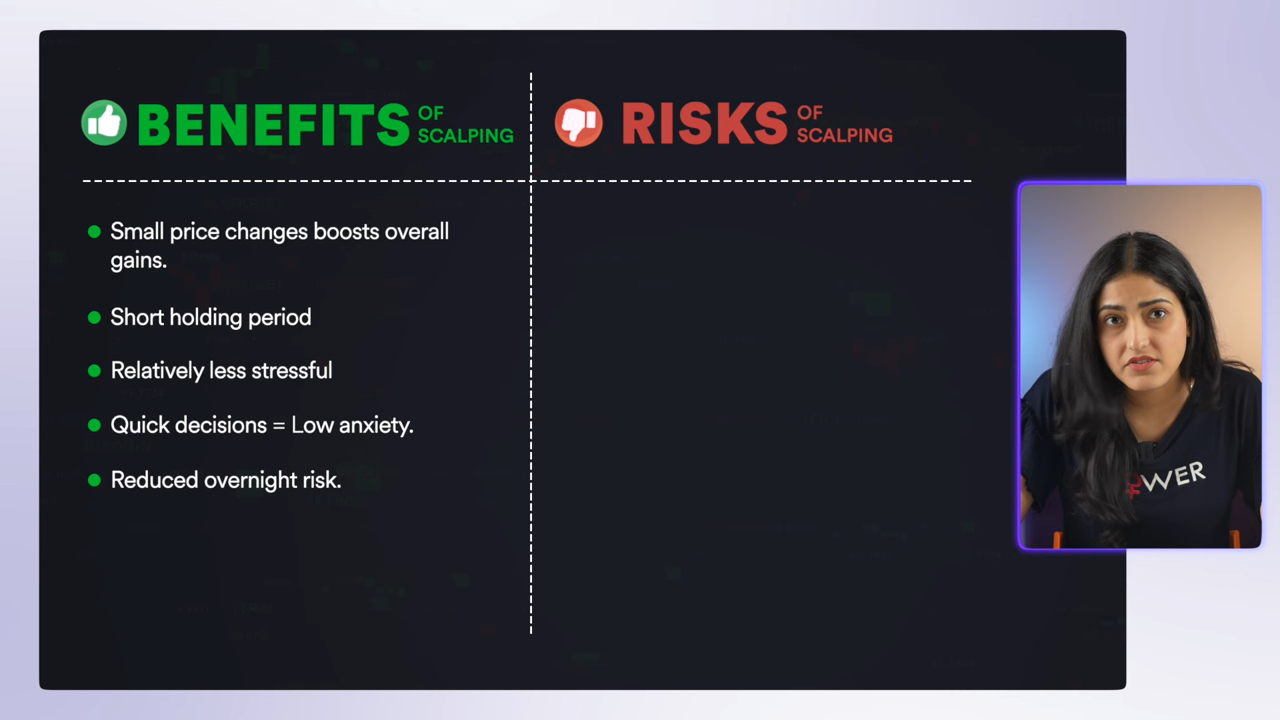 BENEFITS OF SCALPING
RISKS OF SCALPING
Small price changes boosts overall
gains.
Short holding period
Relatively less stressful
Quick decisions = Low anxiety.
Reduced overnight risk.
WER